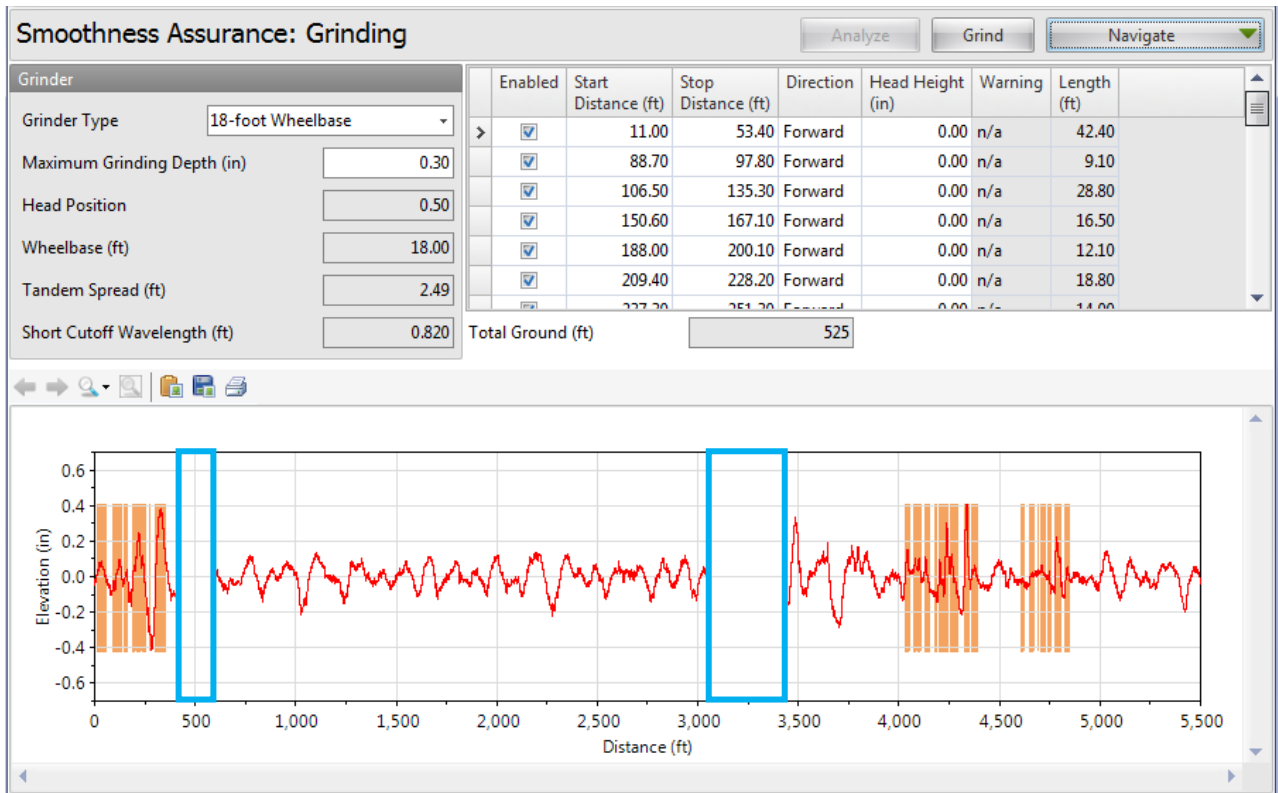 Smoothness Assurance: Grinding
Analyze
Grind
Navigate
Grinder
Grinder Type
18-foot Wheelbase
Maximum Grinding Depth (in)
0.30
Head Position
0.50
Wheelbase (ft)
18.00
Tandem Spread (ft)
2.49
Short Cutoff Wavelength (ft)
0.820
Enabled Start Distance (ft) Stop Distance (ft) Direction Head Height (in) Warning Length (ft)
11.00 53.40 Forward 0.00 n/a 42.40
88.70 97.80 Forward 0.00 n/a 9.10
106.50 135.30 Forward 0.00 n/a 28.80
150.60 167.10 Forward 0.00 n/a 16.50
188.00 200.10 Forward 0.00 n/a 12.10
209.40 228.20 Forward 0.00 n/a 18.80
Total Ground (ft)
525
Elevation (in)
0.6
0.4
0.2
0.0
-0.2
-0.4
-0.6
0 500 1,000 1,500 2,000 2,500 3,000 3,500 4,000 4,500 5,000 5,500
Distance (ft)